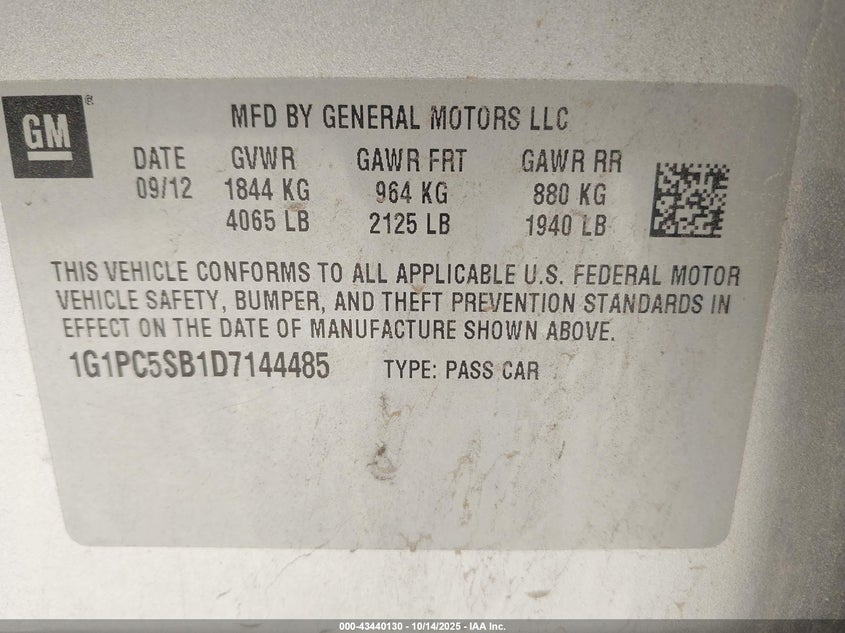 GM®
MFD BY GENERAL MOTORS LLC
DATE GVWR GAWR FRT GAWR RR
09/12 1844 KG 964 KG 880 KG
4065 LB 2125 LB 1940 LB
THIS VEHICLE CONFORMS TO ALL APPLICABLE U.S. FEDERAL MOTOR
VEHICLE SAFETY, BUMPER, AND THEFT PREVENTION STANDARDS IN
EFFECT ON THE DATE OF MANUFACTURE SHOWN ABOVE.
1G1PC5SB1D7144485 TYPE: PASS CAR
000-43440130 - 10/14/2025 - IAA Inc.